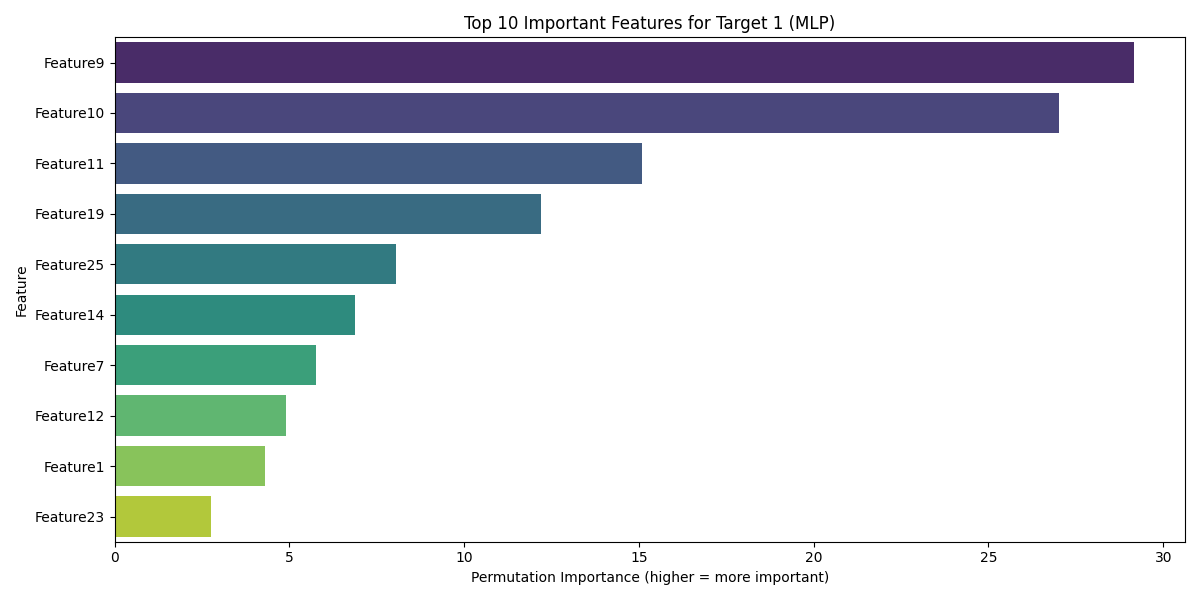 Top 10 Important Features for Target 1 (MLP)
Feature
Feature9
Feature10
Feature11
Feature19
Feature25
Feature14
Feature7
Feature12
Feature1
Feature23
0 5 10 15 20 25 30
Permutation Importance (higher = more important)